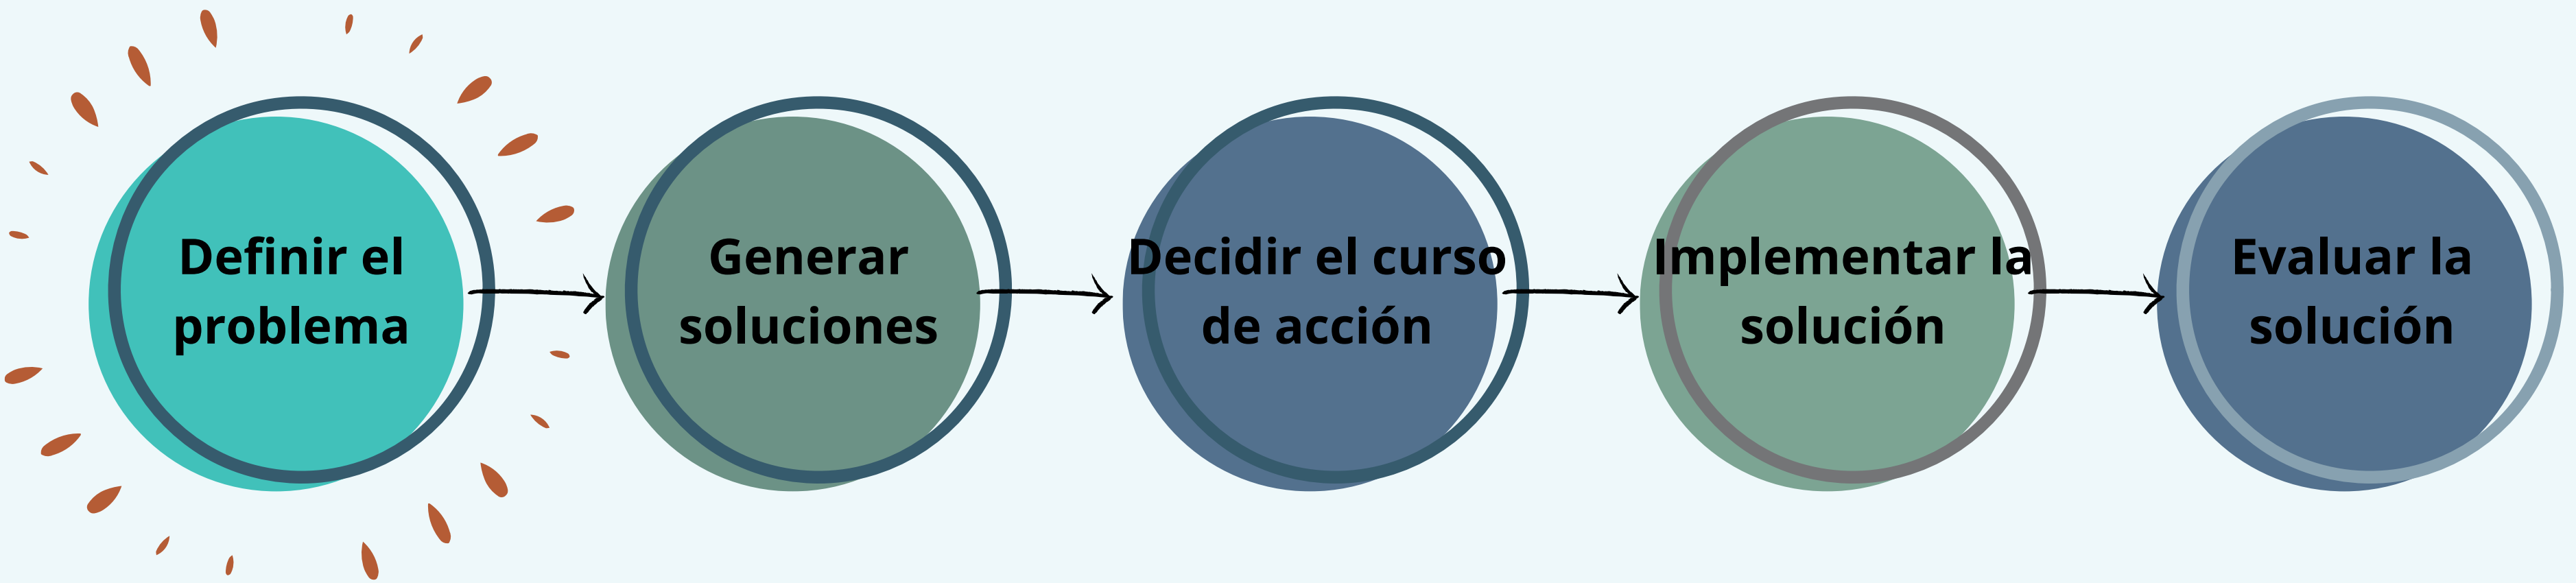 Definir el
problema
Generar
soluciones
Decidir el curso
de acción
Implementar la
solución
Evaluar la
solución